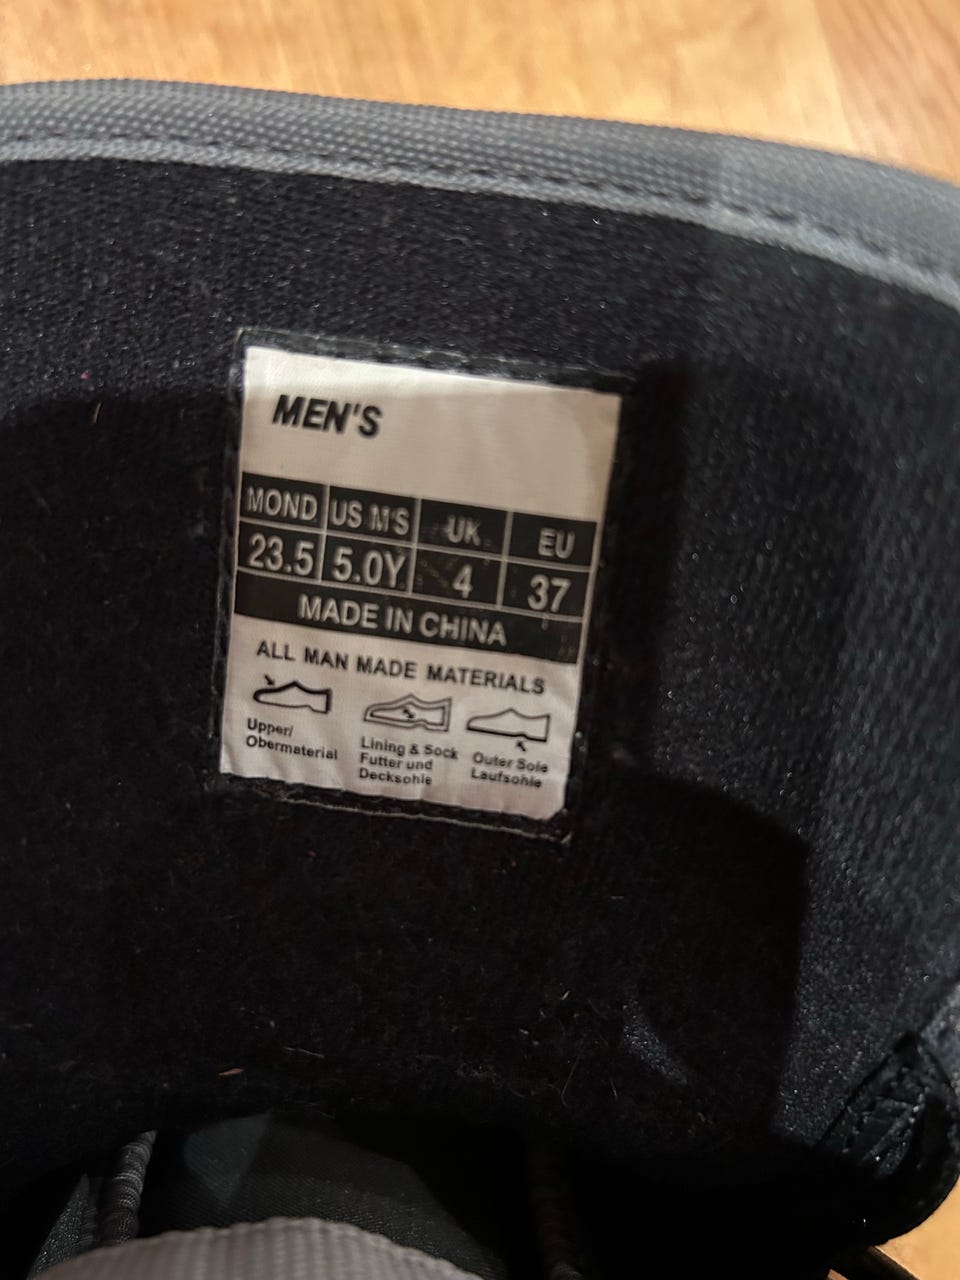 MEN'S
MOND US M'S UK EU
23.5 5.0Y 4 37
MADE IN CHINA
ALL MAN MADE MATERIALS
Upper/
Obermaterial
Lining & Sock
Futter und
Decksohle
Outer Sole
Laufsohle